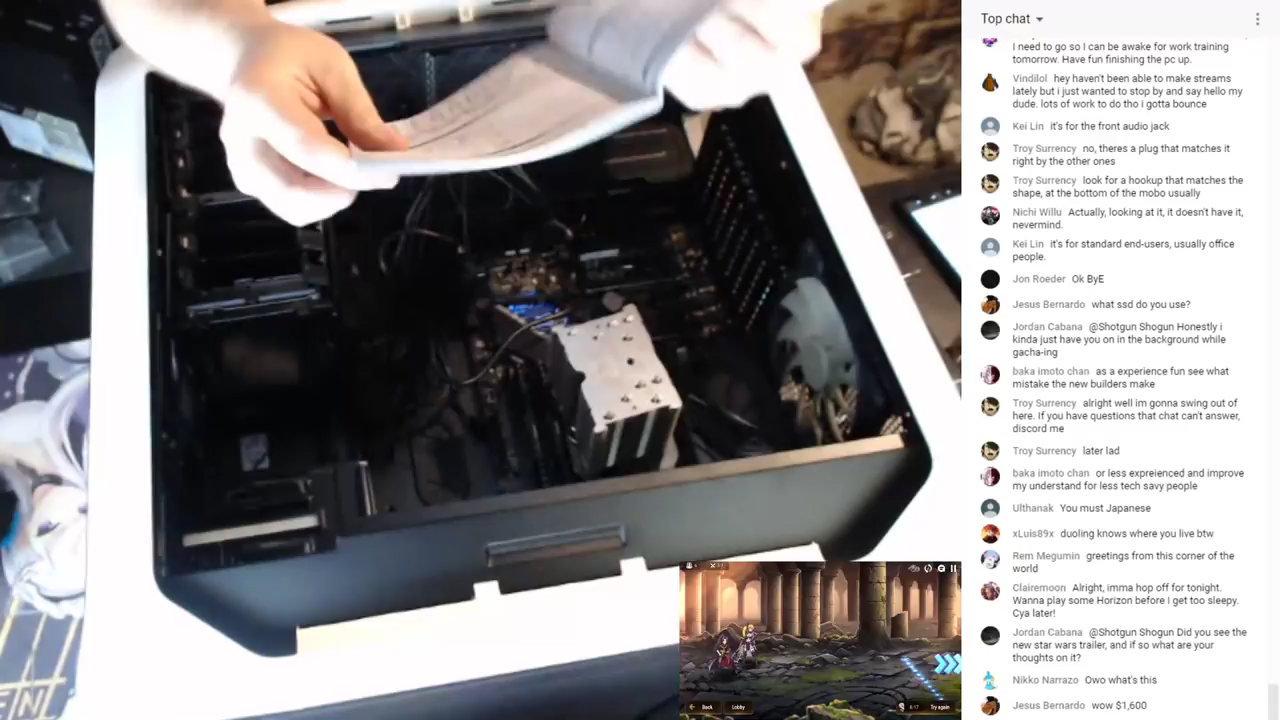 Top chat
I need to go so I can be awake for work training
tomorrow. Have fun finishing the pc up.
Vindilol hey haven't been able to make streams
lately but i just wanted to stop by and say hello my
dude. lots of work to do tho i gotta bounce
Kei Lin it's for the front audio jack
Troy Surrency no, theres a plug that matches it
right by the other ones
Troy Surrency look for a hookup that matches the
shape, at the bottom of the mobo usually
Nichi Willu Actually, looking at it, it doesn't have it,
nevermind.
Kei Lin it's for standard end-users, usually office
people.
Jon Roeder Ok ByE
Jesus Bernardo what ssd do you use?
Jordan Cabana @Shotgun Shogun Honestly i
kinda just have you on in the background while
gacha-ing
baka imoto chan as a experience fun see what
mistake the new builders make
Troy Surrency alright well im gonna swing out of
here. If you have questions that chat can't answer,
discord me
Troy Surrency later lad
baka imoto chan or less expreienced and improve
my understand for less tech savy people
Ulthanak You must Japanese
xLuis89x duoling knows where you live btw
Rem Megumin greetings from this corner of the
world
Clairemoon Alright, imma hop off for tonight.
Wanna play some Horizon before I get too sleepy.
Cya later!
Jordan Cabana @Shotgun Shogun Did you see the
new star wars trailer, and if so what are your
thoughts on it?
Nikko Narrazo Owo what's this
Jesus Bernardo wow $1,600
Back Lobby Try again